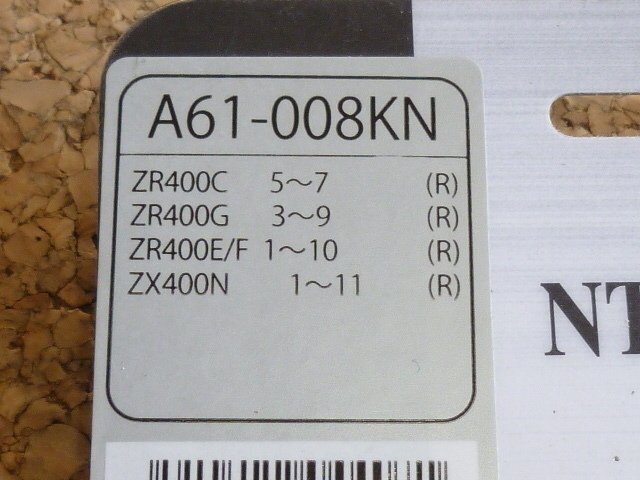 A61-008KN
ZR400C 5～7 (R)
ZR400G 3～9 (R)
ZR400E/F 1～10 (R)
ZX400N 1～11 (R)
NT